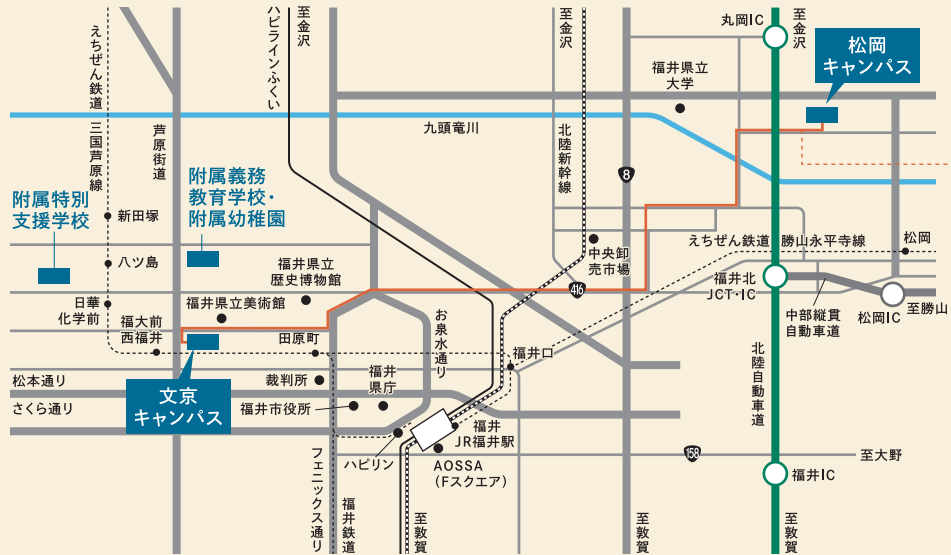 至金沢
ハピラインふくい
至金沢
丸岡IC
至金沢
松岡
キャンパス
えちぜん鉄道
三国芦原線
芦原街道
福井県立
大学
九頭竜川
北陸新幹線
8
附属特別
支援学校
附属義務
教育学校・
附属幼稚園
新田塚
八ツ島
中央卸
売市場
えちぜん鉄道
勝山永平寺線
松岡
福井県立
歴史博物館
416
福井北
JCT・IC
日華
化学前
福井県立美術館
中部縦貫
自動車道
松岡IC
至勝山
福大前
西福井
田原町
お泉水通り
福井口
北陸自動車道
松本通り
さくら通り
文京
キャンパス
裁判所
福井
県庁
福井市役所
福井
JR福井駅
ハピリン
AOSSA
(Fスクエア)
158
至大野
福井IC
フェニックス通り
福井鉄道
至敦賀
至敦賀
至敦賀